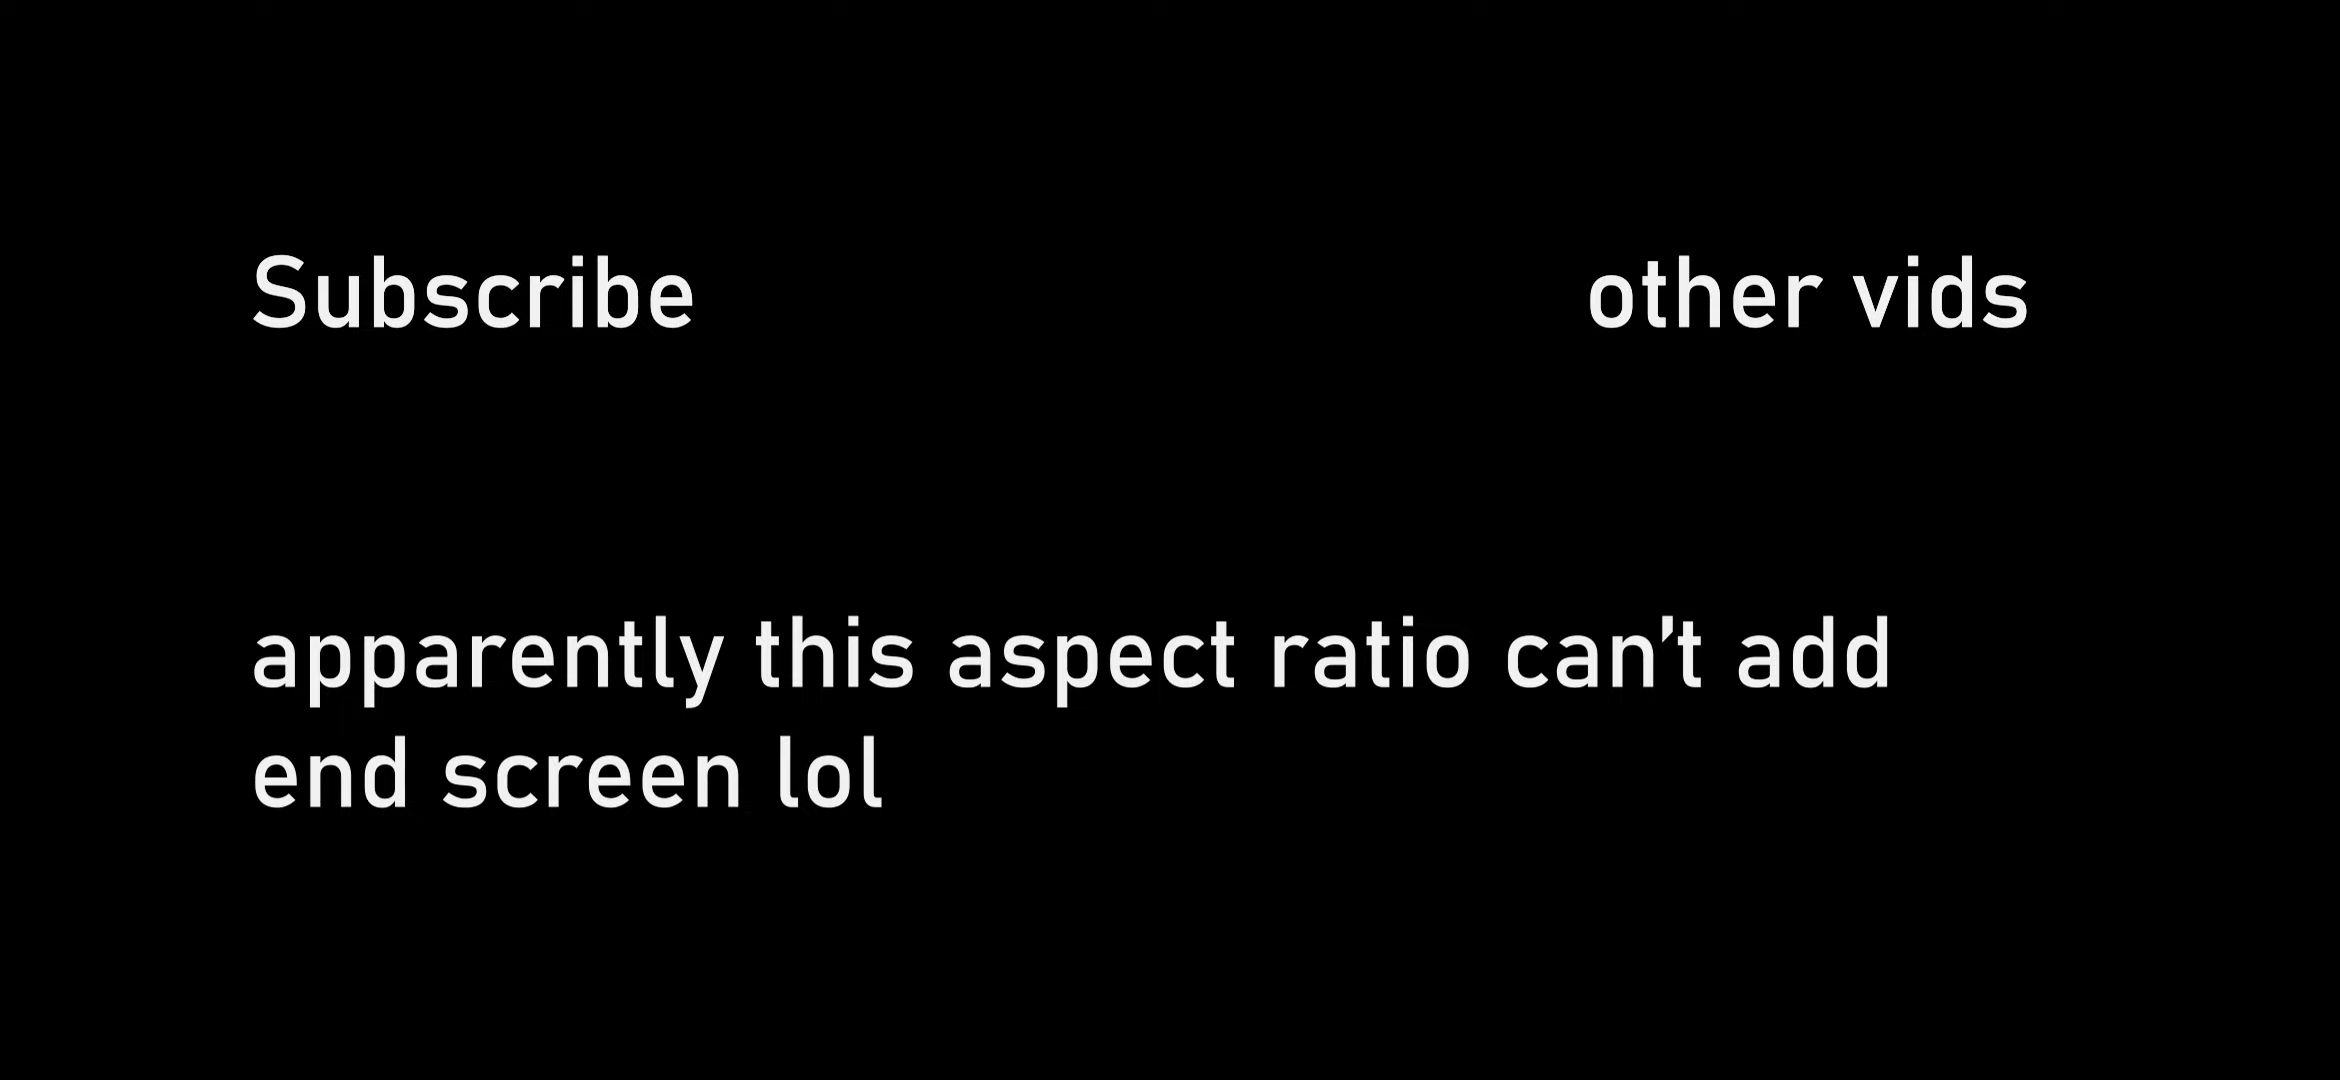 Subscribe
other vids
apparently this aspect ratio can’t add
end screen lol